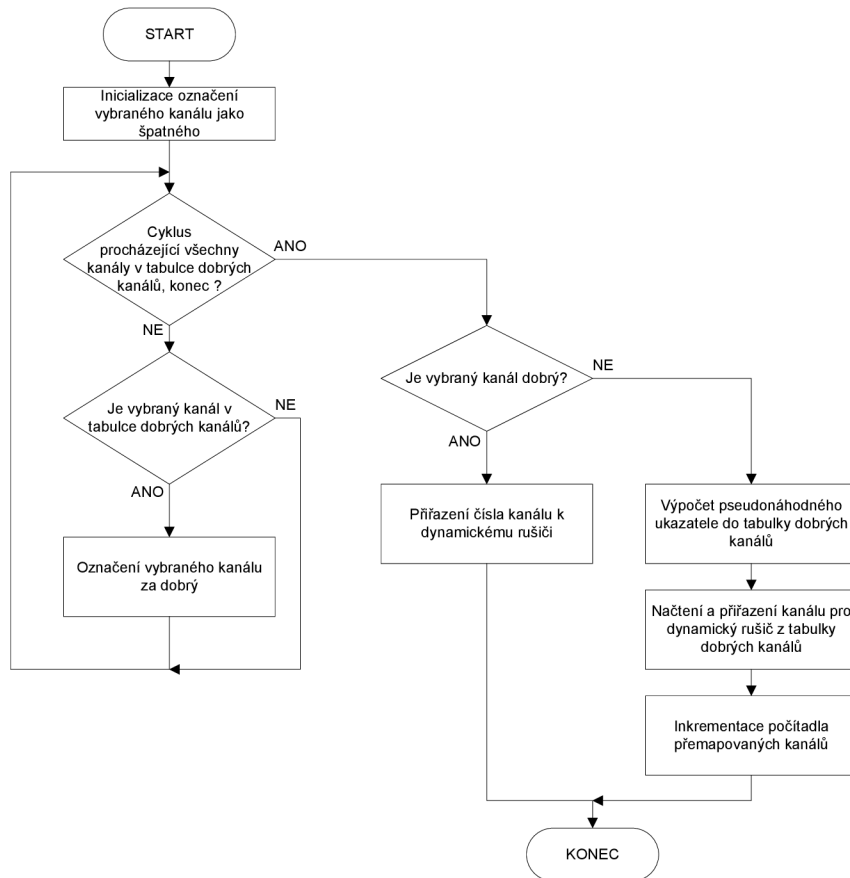 START
Inicializace označení
vybraného kanálu jako
špatného
Cyklus
procházející všechny
kanály v tabulce dobrých
kanálů, konec ?
ANO
NE
Je vybraný kanál v
tabulce dobrých kanálů?
NE
ANO
Označení vybraného kanálu
za dobrý
Je vybraný kanál dobrý?
NE
ANO
Přiřazení čísla kanálu k
dynamickému rušiči
Výpočet pseudonáhodného
ukazatele do tabulky dobrých
kanálů
Načtení a přiřazení kanálu pro
dynamický rušič z tabulky
dobrých kanálů
Inkrementace počítadla
přemapovaných kanálů
KONEC